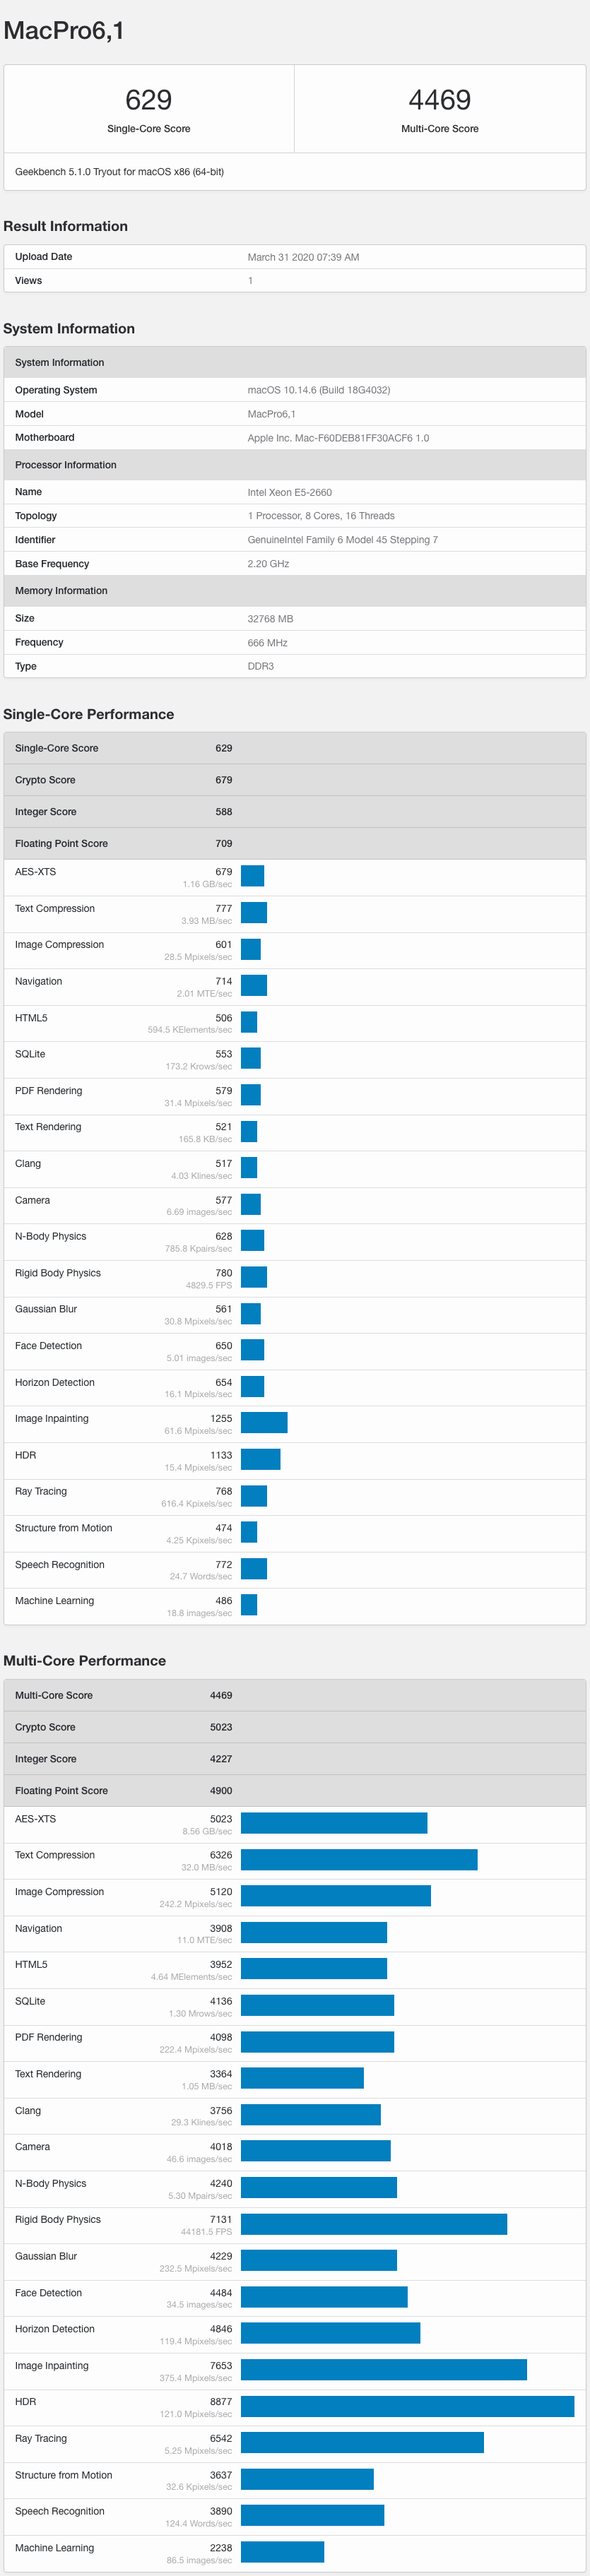 MacPro6,1
629
Single-Core Score
4469
Multi-Core Score
Geekbench 5.1.0 Tryout for macOS x86 (64-bit)
Result Information
Upload Date March 31 2020 07:39 AM
Views 1
System Information
System Information
Operating System macOS 10.14.6 (Build 18G4032)
Model MacPro6,1
Motherboard Apple Inc. Mac-F60DEB81FF30ACF6 1.0
Processor Information
Name Intel Xeon E5-2660
Topology 1 Processor, 8 Cores, 16 Threads
Identifier GenuineIntel Family 6 Model 45 Stepping 7
Base Frequency 2.20 GHz
Memory Information
Size 32768 MB
Frequency 666 MHz
Type DDR3
Single-Core Performance
Single-Core Score 629
Crypto Score 679
Integer Score 588
Floating Point Score 709
AES-XTS 679
1.16 GB/sec
Text Compression 777
3.93 MB/sec
Image Compression 601
28.5 Mpixels/sec
Navigation 714
2.01 MTE/sec
HTML5 506
594.5 KElements/sec
SQLite 553
173.2 Krows/sec
PDF Rendering 579
31.4 Mpixels/sec
Text Rendering 521
165.8 KB/sec
Clang 517
4.03 Klines/sec
Camera 577
6.69 images/sec
N-Body Physics 628
785.8 Kpairs/sec
Rigid Body Physics 780
4829.5 FPS
Gaussian Blur 561
30.8 Mpixels/sec
Face Detection 650
5.01 images/sec
Horizon Detection 654
16.1 Mpixels/sec
Image Inpainting 1255
61.6 Mpixels/sec
HDR 1133
15.4 Mpixels/sec
Ray Tracing 768
616.4 Kpixels/sec
Structure from Motion 474
4.25 Kpixels/sec
Speech Recognition 772
24.7 Words/sec
Machine Learning 486
18.8 images/sec
Multi-Core Performance
Multi-Core Score 4469
Crypto Score 5023
Integer Score 4227
Floating Point Score 4900
AES-XTS 5023
8.56 GB/sec
Text Compression 6326
32.0 MB/sec
Image Compression 5120
242.2 Mpixels/sec
Navigation 3908
11.0 MTE/sec
HTML5 3952
4.64 MElements/sec
SQLite 4136
1.30 Mrows/sec
PDF Rendering 4098
222.4 Mpixels/sec
Text Rendering 3364
1.05 MB/sec
Clang 3756
29.3 Klines/sec
Camera 4018
46.6 images/sec
N-Body Physics 4240
5.30 Mpairs/sec
Rigid Body Physics 7131
44181.5 FPS
Gaussian Blur 4229
232.5 Mpixels/sec
Face Detection 4484
34.5 images/sec
Horizon Detection 4846
119.4 Mpixels/sec
Image Inpainting 7653
375.4 Mpixels/sec
HDR 8877
121.0 Mpixels/sec
Ray Tracing 6542
5.25 Mpixels/sec
Structure from Motion 3637
32.6 Kpixels/sec
Speech Recognition 3890
124.4 Words/sec
Machine Learning 2238
86.5 images/sec